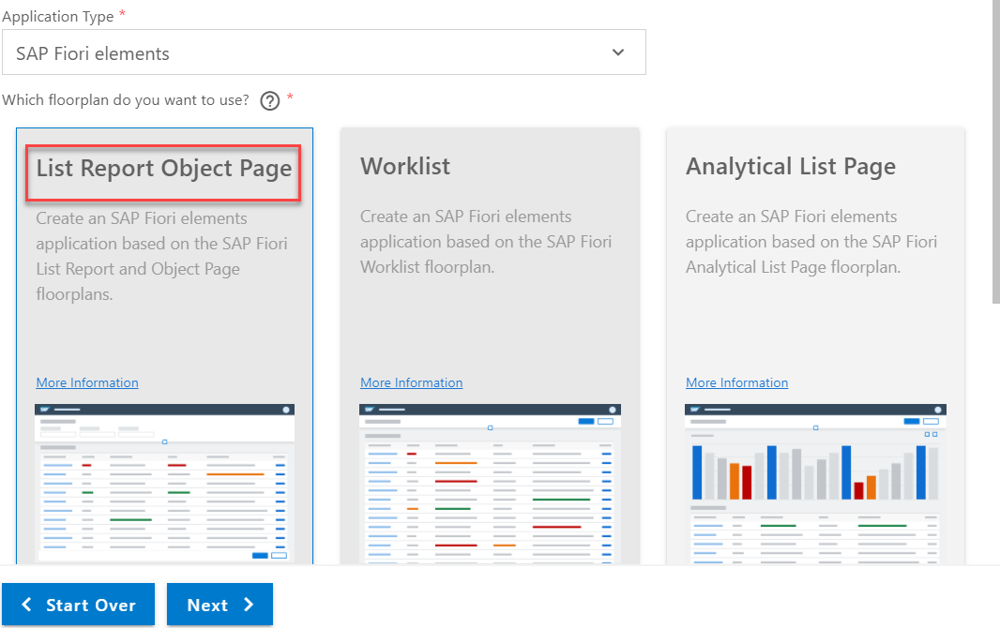 Application Type *
SAP Fiori elements
Which floorplan do you want to use? ? *
List Report Object Page
Create an SAP Fiori elements
application based on the SAP Fiori
List Report and Object Page
floorplans.
More Information
SAP
Worklist
Create an SAP Fiori elements
application based on the SAP Fiori
Worklist floorplan.
More Information
SAP
Analytical List Page
Create an SAP Fiori elements
application based on the SAP Fiori
Analytical List Page floorplan.
More Information
SAP
Start Over
Next